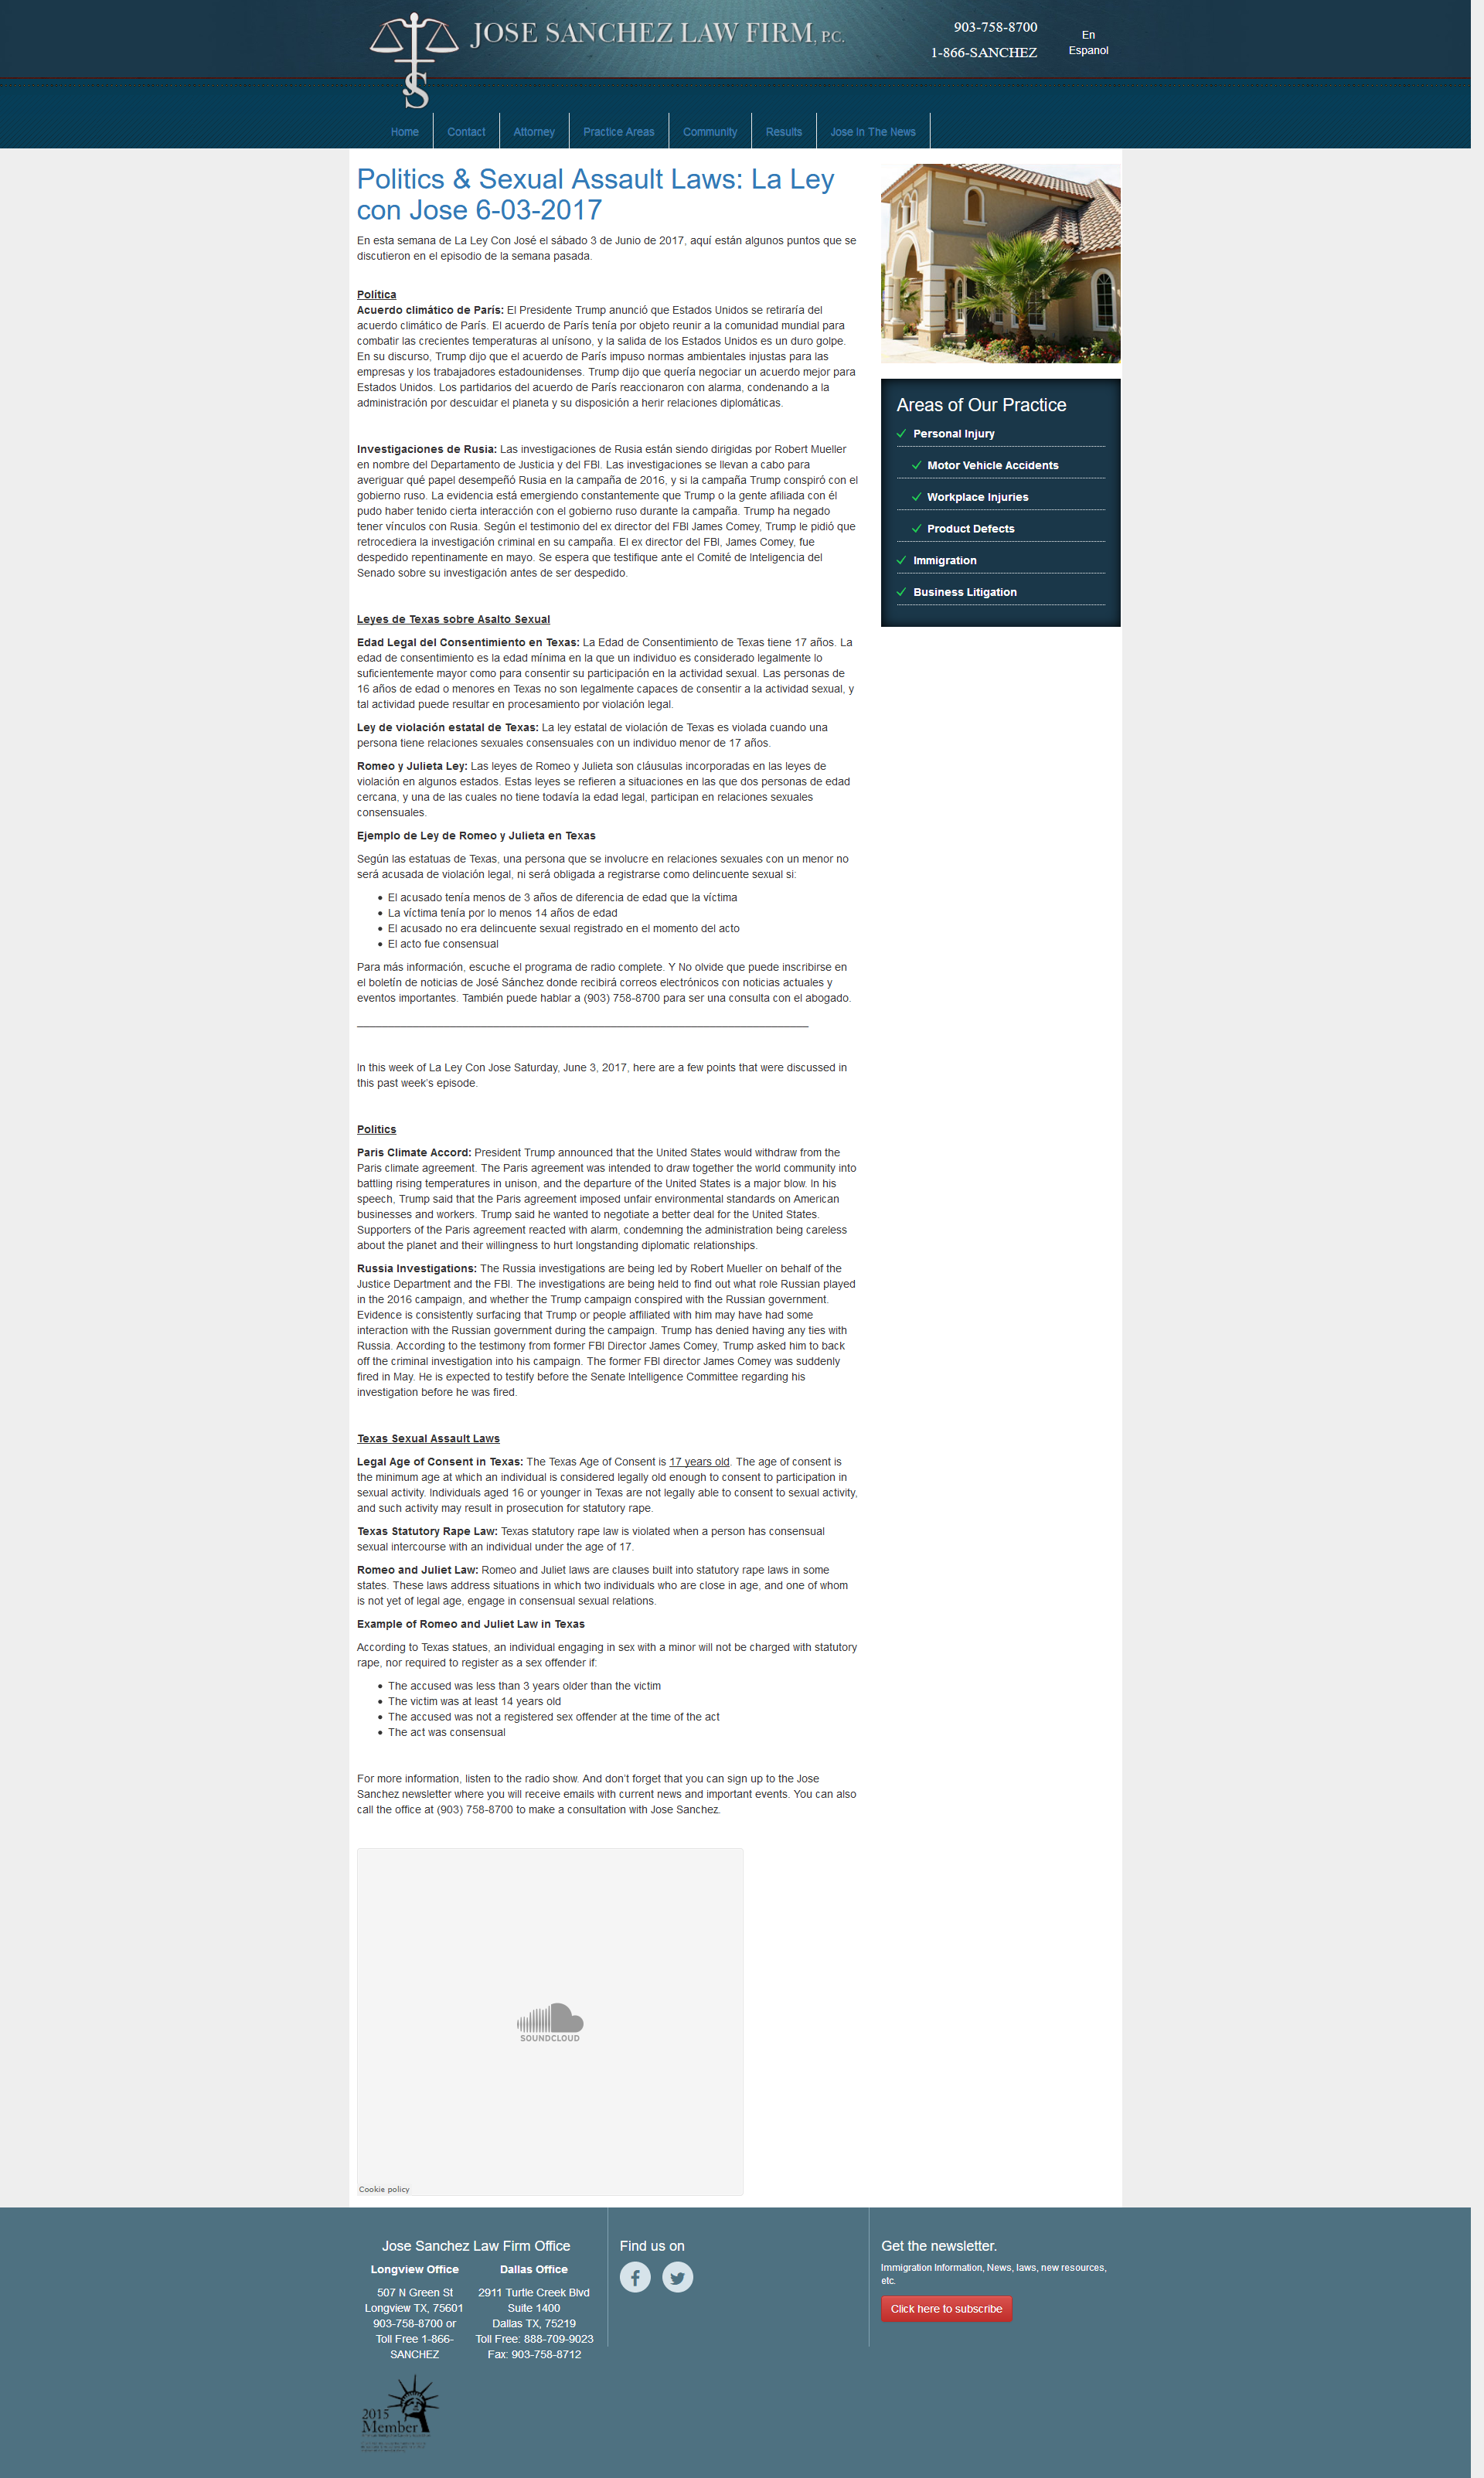 JOSE SANCHEZ LAW FIRM, P.C.
903-758-8700
1-866-SANCHEZ
En
Espanol
Home
Contact
Attorney
Practice Areas
Community
Results
Jose In The News
Politics & Sexual Assault Laws: La Ley
con Jose 6-03-2017
En esta semana de La Ley Con José el sábado 3 de Junio de 2017, aquí están algunos puntos que se
discutieron en el episodio de la semana pasada.
Política
Acuerdo climático de París: El Presidente Trump anunció que Estados Unidos se retiraría del
acuerdo climático de París. El acuerdo de París tenía por objeto reunir a la comunidad mundial para
combatir las crecientes temperaturas al unísono, y la salida de los Estados Unidos es un duro golpe.
En su discurso, Trump dijo que el acuerdo de París impuso normas ambientales injustas para las
empresas y los trabajadores estadounidenses. Trump dijo que quería negociar un acuerdo mejor para
Estados Unidos. Los partidarios del acuerdo de París reaccionaron con alarma, condenando a la
administración por descuidar el planeta y su disposición a herir relaciones diplomáticas.
Investigaciones de Rusia: Las investigaciones de Rusia están siendo dirigidas por Robert Mueller
en nombre del Departamento de Justicia y del FBI. Las investigaciones se llevan a cabo para
averiguar qué papel desempeñó Rusia en la campaña de 2016, y si la campaña Trump conspiró con el
gobierno ruso. La evidencia está emergiendo constantemente que Trump o la gente afiliada con él
pudo haber tenido cierta interacción con el gobierno ruso durante la campaña. Trump ha negado
tener vínculos con Rusia. Según el testimonio del ex director del FBI James Comey, Trump le pidió que
retrocediera la investigación criminal en su campaña. El ex director del FBI, James Comey, fue
despedido repentinamente en mayo. Se espera que testifique ante el Comité de Inteligencia del
Senado sobre su investigación antes de ser despedido.
Leyes de Texas sobre Asalto Sexual
Edad Legal del Consentimiento en Texas: La Edad de Consentimiento de Texas tiene 17 años. La
edad de consentimiento es la edad mínima en la que un individuo es considerado legalmente lo
suficientemente mayor como para consentir su participación en la actividad sexual. Las personas de
16 años de edad o menores en Texas no son legalmente capaces de consentir a la actividad sexual, y
tal actividad puede resultar en procesamiento por violación legal.
Ley de violación estatal de Texas: La ley estatal de violación de Texas es violada cuando una
persona tiene relaciones sexuales consensuales con un individuo menor de 17 años.
Romeo y Julieta Ley: Las leyes de Romeo y Julieta son cláusulas incorporadas en las leyes de
violación en algunos estados. Estas leyes se refieren a situaciones en las que dos personas de edad
cercana, y una de las cuales no tiene todavía la edad legal, participan en relaciones sexuales
consensuales.
Ejemplo de Ley de Romeo y Julieta en Texas
Según las estatuas de Texas, una persona que se involucre en relaciones sexuales con un menor no
será acusada de violación legal, ni será obligada a registrarse como delincuente sexual si:
• El acusado tenía menos de 3 años de diferencia de edad que la víctima
• La víctima tenía por lo menos 14 años de edad
• El acusado no era delincuente sexual registrado en el momento del acto
• El acto fue consensual
Para más información, escuche el programa de radio complete. Y No olvide que puede inscribirse en
el boletín de noticias de José Sánchez donde recibirá correos electrónicos con noticias actuales y
eventos importantes. También puede hablar a (903) 758-8700 para ser una consulta con el abogado.
In this week of La Ley Con Jose Saturday, June 3, 2017, here are a few points that were discussed in
this past week's episode.
Politics
Paris Climate Accord: President Trump announced that the United States would withdraw from the
Paris climate agreement. The Paris agreement was intended to draw together the world community into
battling rising temperatures in unison, and the departure of the United States is a major blow. In his
speech, Trump said that the Paris agreement imposed unfair environmental standards on American
businesses and workers. Trump said he wanted to negotiate a better deal for the United States.
Supporters of the Paris agreement reacted with alarm, condemning the administration being careless
about the planet and their willingness to hurt longstanding diplomatic relationships.
Russia Investigations: The Russia investigations are being led by Robert Mueller on behalf of the
Justice Department and the FBI. The investigations are being held to find out what role Russian played
in the 2016 campaign, and whether the Trump campaign conspired with the Russian government.
Evidence is consistently surfacing that Trump or people affiliated with him may have had some
interaction with the Russian government during the campaign. Trump has denied having any ties with
Russia. According to the testimony from former FBI Director James Comey, Trump asked him to back
off the criminal investigation into his campaign. The former FBI director James Comey was suddenly
fired in May. He is expected to testify before the Senate Intelligence Committee regarding his
investigation before he was fired.
Texas Sexual Assault Laws
Legal Age of Consent in Texas: The Texas Age of Consent is 17 years old. The age of consent is
the minimum age at which an individual is considered legally old enough to consent to participation in
sexual activity. Individuals aged 16 or younger in Texas are not legally able to consent to sexual activity,
and such activity may result in prosecution for statutory rape.
Texas Statutory Rape Law: Texas statutory rape law is violated when a person has consensual
sexual intercourse with an individual under the age of 17.
Romeo and Juliet Law: Romeo and Juliet laws are clauses built into statutory rape laws in some
states. These laws address situations in which two individuals who are close in age, and one of whom
is not yet of legal age, engage in consensual sexual relations.
Example of Romeo and Juliet Law in Texas
According to Texas statues, an individual engaging in sex with a minor will not be charged with statutory
rape, nor required to register as a sex offender if:
• The accused was less than 3 years older than the victim
• The victim was at least 14 years old
• The accused was not a registered sex offender at the time of the act
• The act was consensual
For more information, listen to the radio show. And don't forget that you can sign up to the Jose
Sanchez newsletter where you will receive emails with current news and important events. You can also
call the office at (903) 758-8700 to make a consultation with Jose Sanchez.
SOUNDCLOUD
Cookie policy
Areas of Our Practice
Personal Injury
Motor Vehicle Accidents
Workplace Injuries
Product Defects
Immigration
Business Litigation
Jose Sanchez Law Firm Office
Longview Office
507 N Green St
Longview TX, 75601
903-758-8700 or
Toll Free 1-866-
SANCHEZ
Dallas Office
2911 Turtle Creek Blvd
Suite 1400
Dallas TX, 75219
Toll Free: 888-709-9023
Fax: 903-758-8712
2015
Member
Find us on
Get the newsletter.
Immigration Information, News, laws, new resources,
etc.
Click here to subscribe